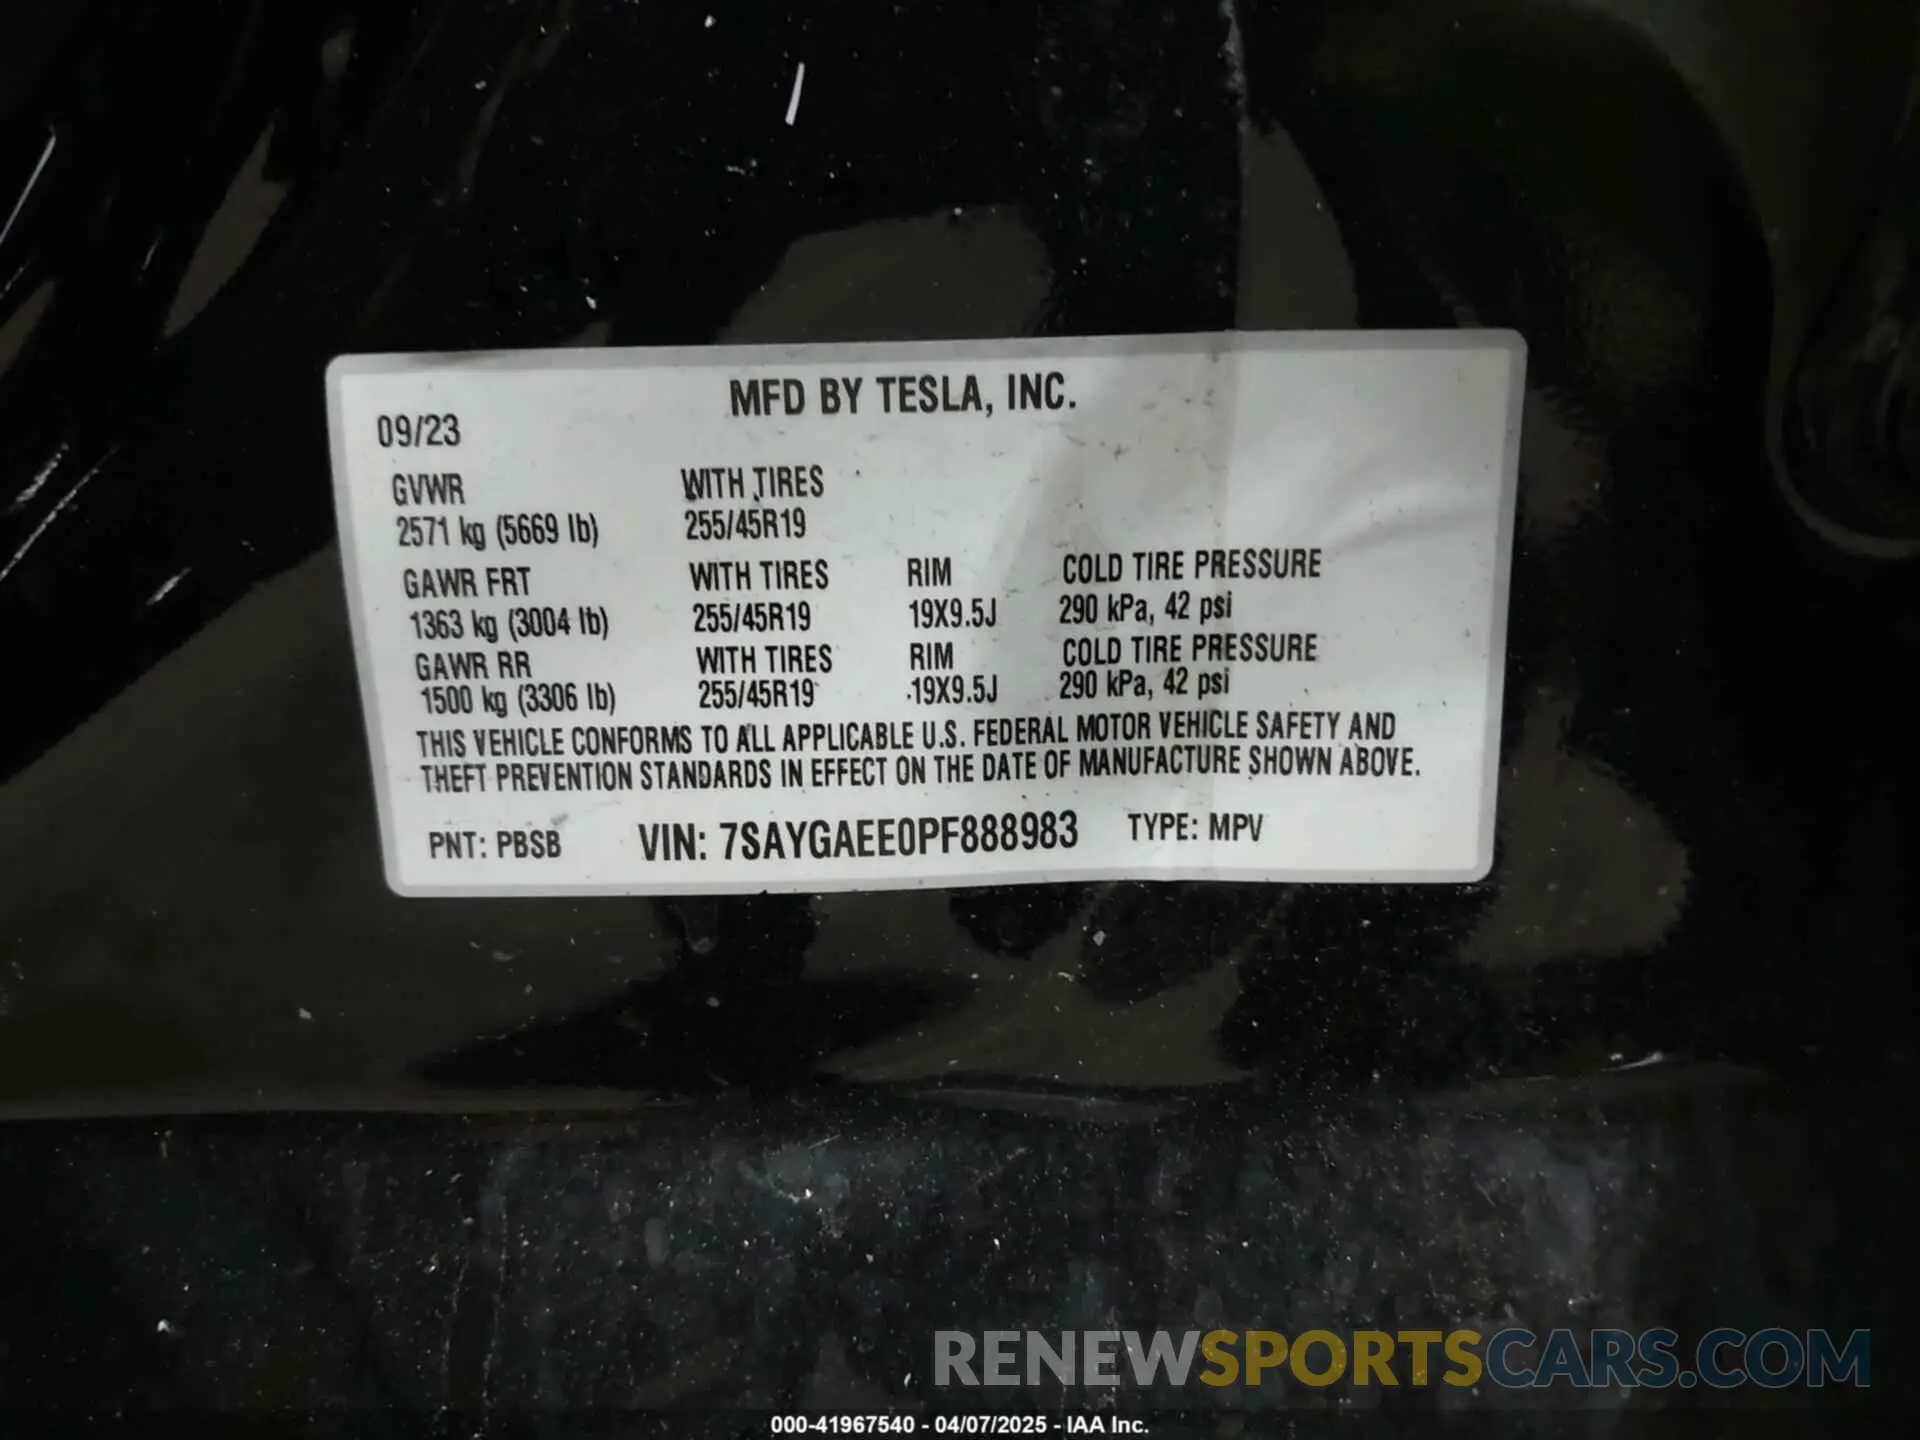 MFD BY TESLA, INC.
09/23
GVWR WITH TIRES
2571 kg (5669 lb) 255/45R19
GAWR FRT WITH TIRES RIM COLD TIRE PRESSURE
1363 kg (3004 lb) 255/45R19 19X9.5J 290 kPa, 42 psi
GAWR RR WITH TIRES RIM COLD TIRE PRESSURE
1500 kg (3306 lb) 255/45R19 19X9.5J 290 kPa, 42 psi
THIS VEHICLE CONFORMS TO ALL APPLICABLE U.S. FEDERAL MOTOR VEHICLE SAFETY AND
THEFT PREVENTION STANDARDS IN EFFECT ON THE DATE OF MANUFACTURE SHOWN ABOVE.
PNT: PBSB VIN: 7SAYGAEE0PF888983 TYPE: MPV
RENEWSPORTSCARS.COM
000-41967540 - 04/07/2025 - IAA Inc.